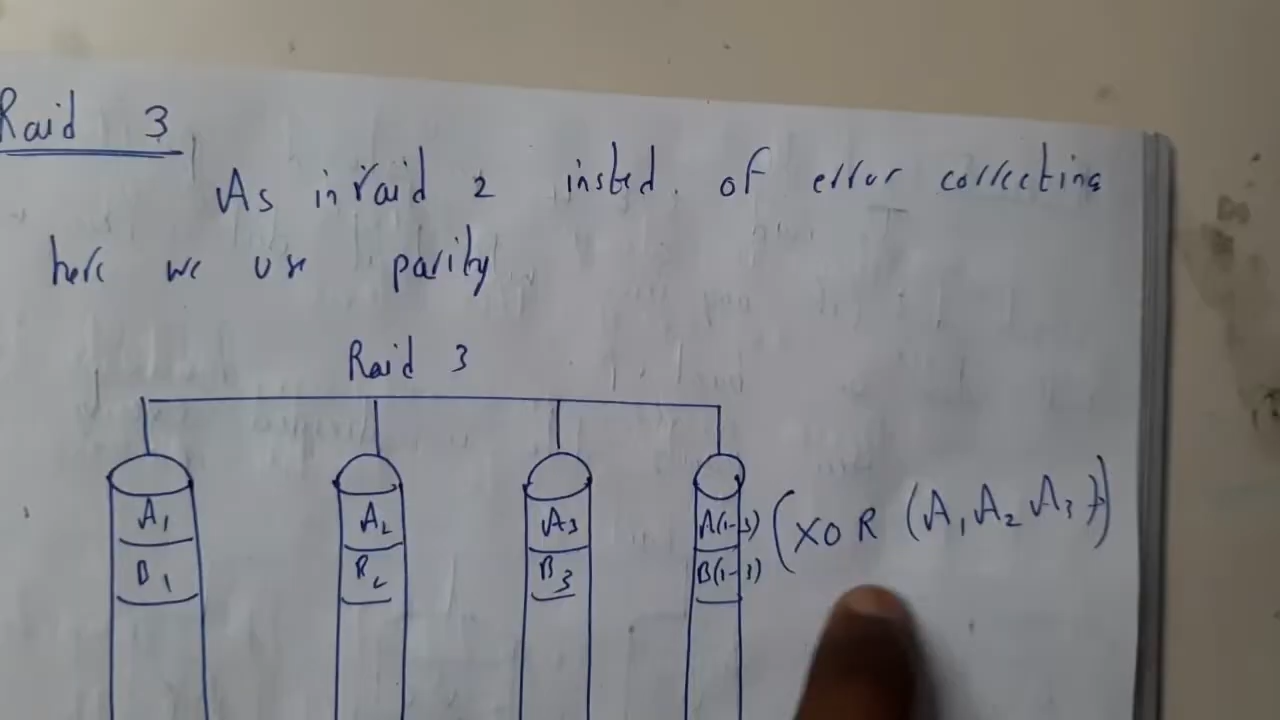 Raid 3
As in raid 2 insted. of error correcting
here we use parity
Raid 3
A1 A2 A3 A(1-3) (XOR (A1 A2 A3))
B1 B2 B3 B(1-3)